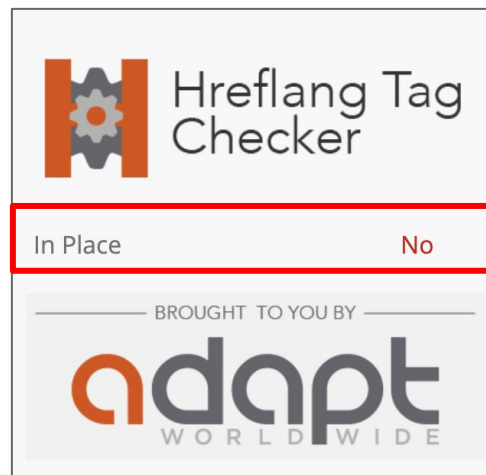 Hreflang Tag
Checker
In Place No
BROUGHT TO YOU BY
adapt
WORLDWIDE